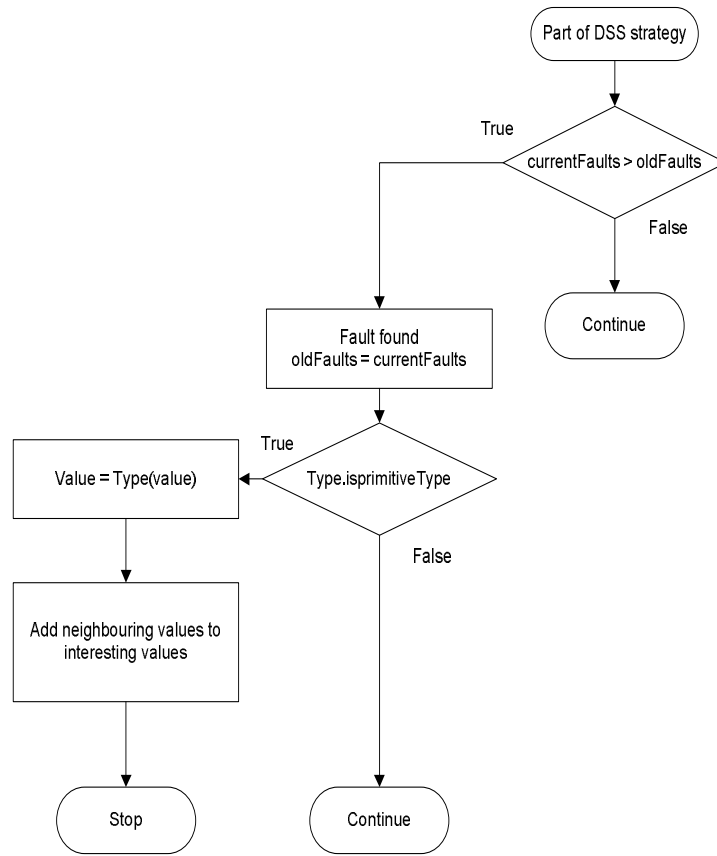 Part of DSS strategy
True
currentFaults > oldFaults
False
Continue
Fault found
oldFaults = currentFaults
True
Value = Type(value)
Type.isprimitiveType
False
Add neighbouring values to
interesting values
Stop
Continue